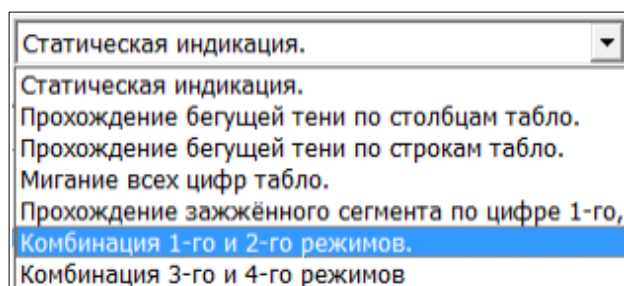 Статическая индикация.
Статическая индикация.
Прохождение бегущей тени по столбцам табло.
Прохождение бегущей тени по строкам табло.
Мигание всех цифр табло.
Прохождение зажжённого сегмента по цифре 1-го,
Комбинация 1-го и 2-го режимов.
Комбинация 3-го и 4-го режимов